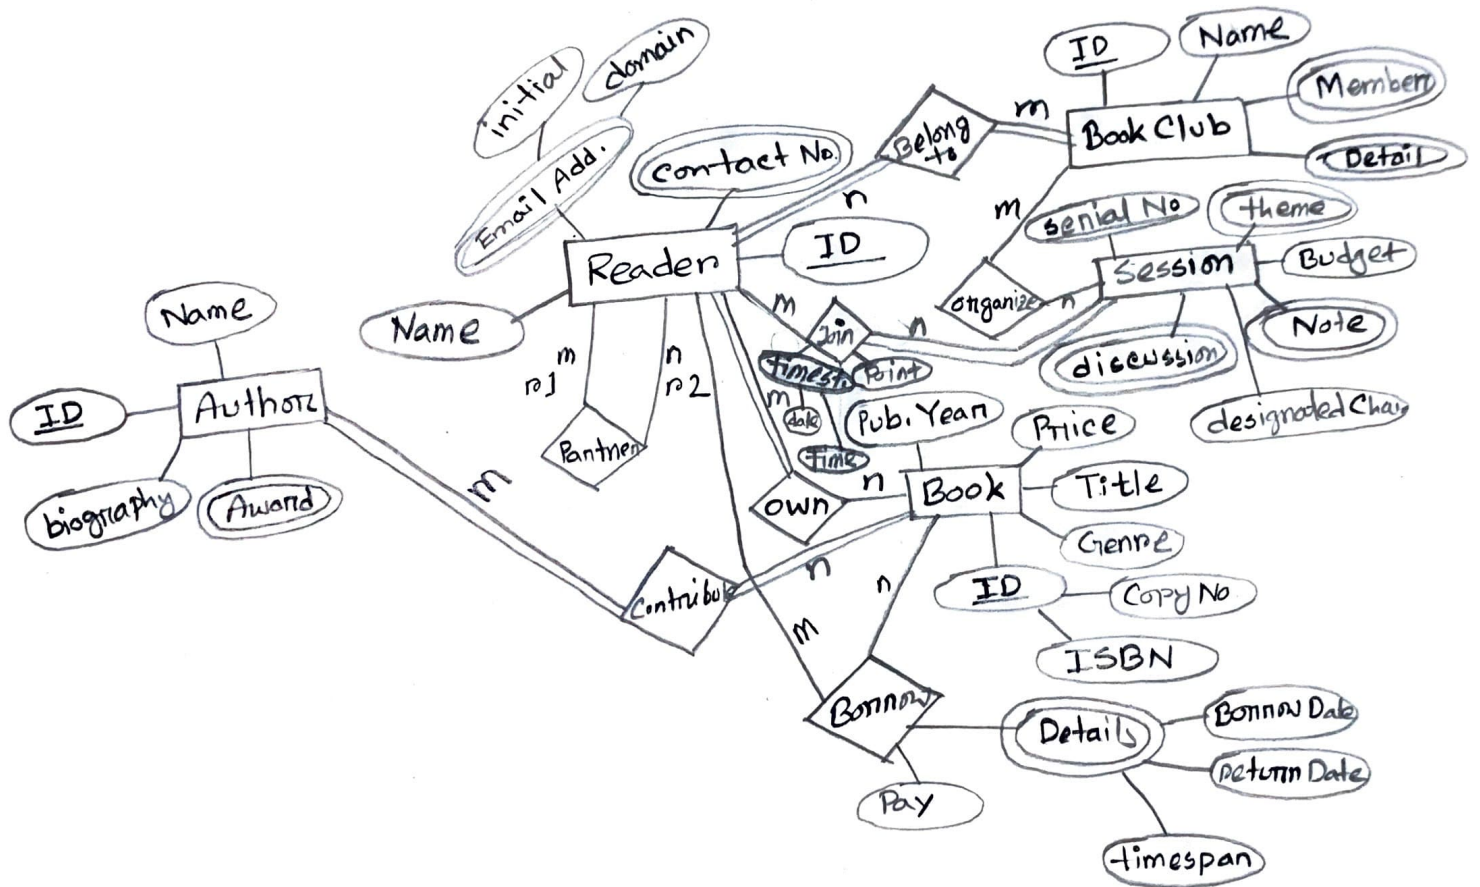 domain
initial
Email Add.
Contact No.
Belong
to
m
n
ID
Name
Members
Book Club
Detail
m
Serial No
theme
Session
Budget
Note
discussion
designated Chair
organize
n
Reader
ID
Name
m
Join
n
timest.
Point
date
time
m
r1
n
r2
Partner
Name
ID
Author
biography
Award
m
Contribute
n
m
own
n
Pub. Year
Price
Book
Title
Genre
ID
Copy No
ISBN
n
m
Borrow
Details
Borrow Date
return Date
timespan
Pay